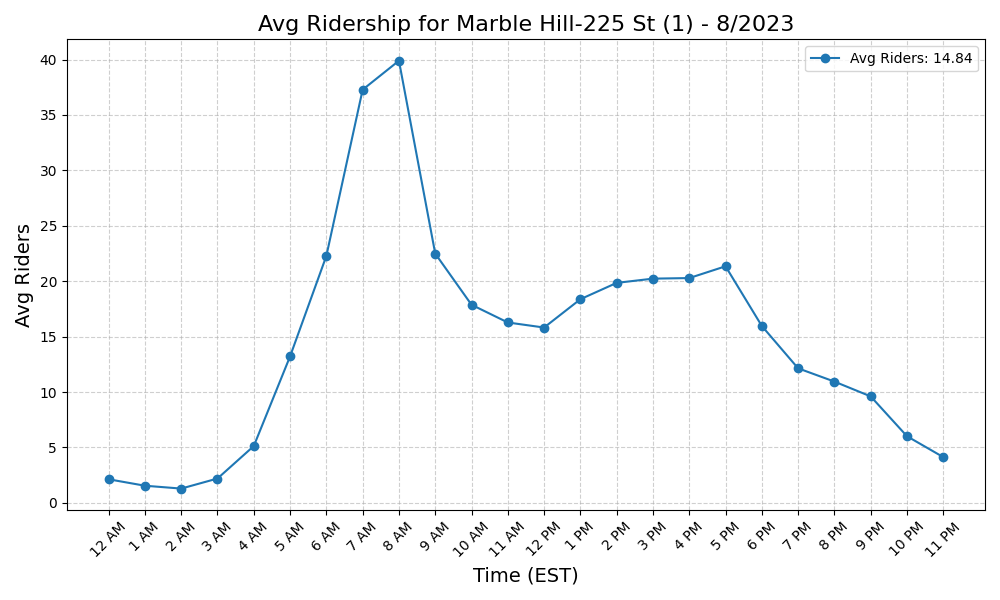 Avg Ridership for Marble Hill-225 St (1) - 8/2023
Avg Riders: 14.84
Avg Riders
40
35
30
25
20
15
10
5
0
12 AM
1 AM
2 AM
3 AM
4 AM
5 AM
6 AM
7 AM
8 AM
9 AM
10 AM
11 AM
12 PM
1 PM
2 PM
3 PM
4 PM
5 PM
6 PM
7 PM
8 PM
9 PM
10 PM
11 PM
Time (EST)